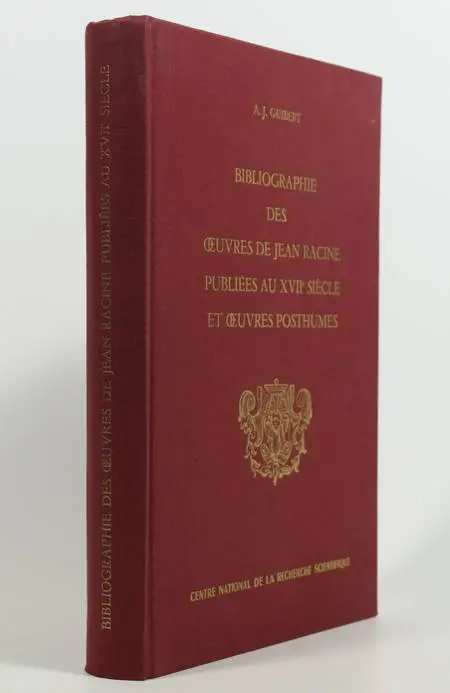 A. J. GUIBERT
BIBLIOGRAPHIE
DES
ŒUVRES DE JEAN RACINE
PUBLIÉES AU XVIIe SIÈCLE
ET ŒUVRES POSTHUMES
CENTRE NATIONAL DE LA RECHERCHE SCIENTIFIQUE
BIBLIOGRAPHIE DES ŒUVRES DE JEAN RACINE PUBLIÉES AU XVIIe SIÈCLE